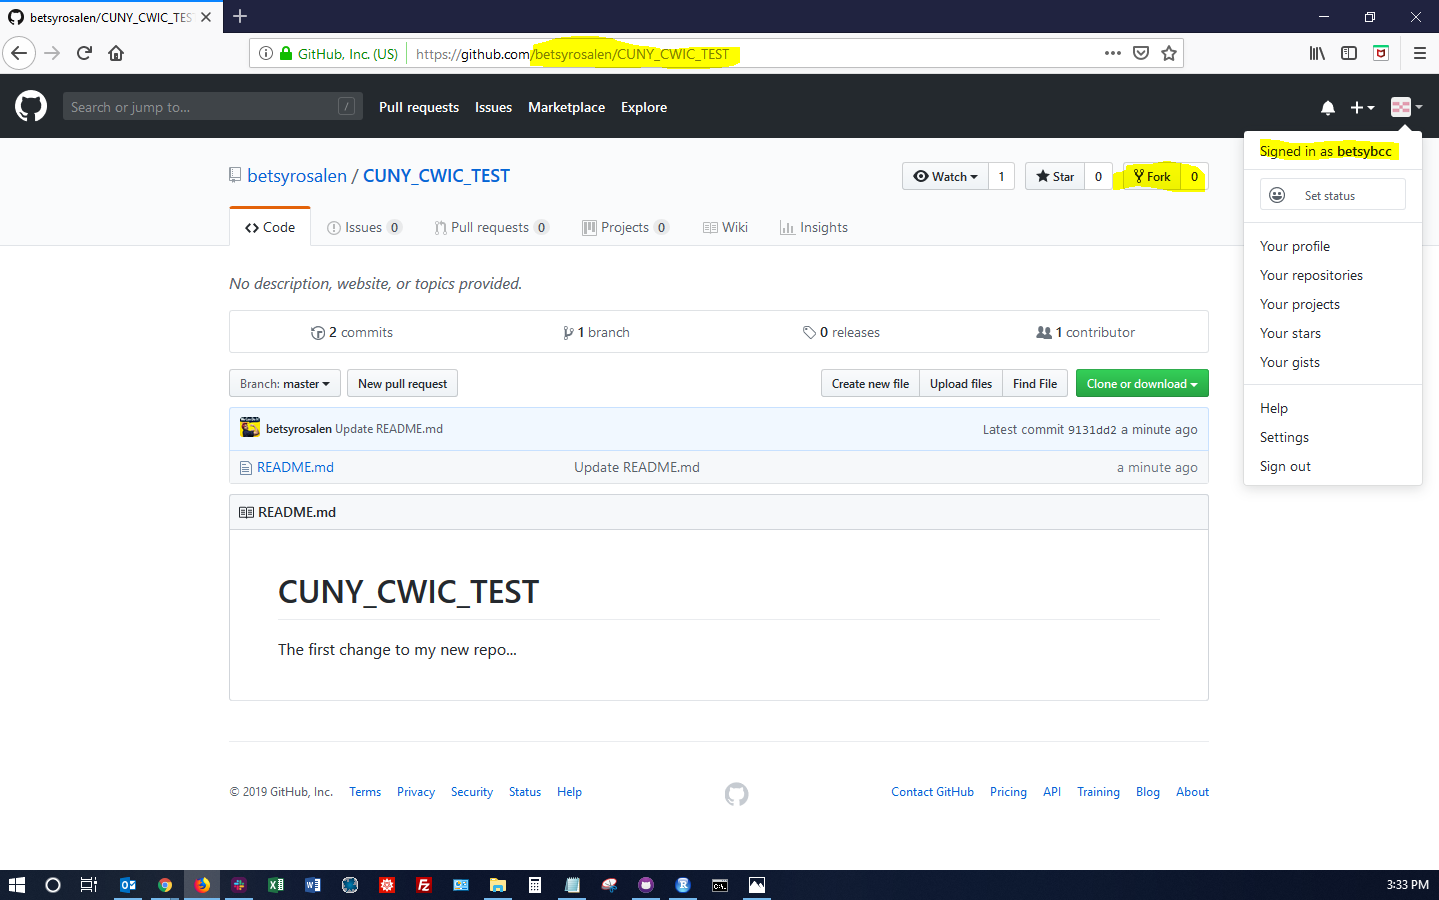 betsyrosalen/CUNY_CWIC_TES
GitHub, Inc. (US) https://github.com/betsyrosalen/CUNY_CWIC_TEST
Search or jump to... / Pull requests Issues Marketplace Explore
Signed in as betsybcc
Set status
Your profile
Your repositories
Your projects
Your stars
Your gists
Help
Settings
Sign out
betsyrosalen / CUNY_CWIC_TEST Watch 1 Star 0 Fork 0
Code Issues 0 Pull requests 0 Projects 0 Wiki Insights
No description, website, or topics provided.
2 commits 1 branch 0 releases 1 contributor
Branch: master New pull request Create new file Upload files Find File Clone or download
betsyrosalen Update README.md Latest commit 9131dd2 a minute ago
README.md Update README.md a minute ago
README.md
CUNY_CWIC_TEST
The first change to my new repo...
© 2019 GitHub, Inc. Terms Privacy Security Status Help Contact GitHub Pricing API Training Blog About
3:33 PM